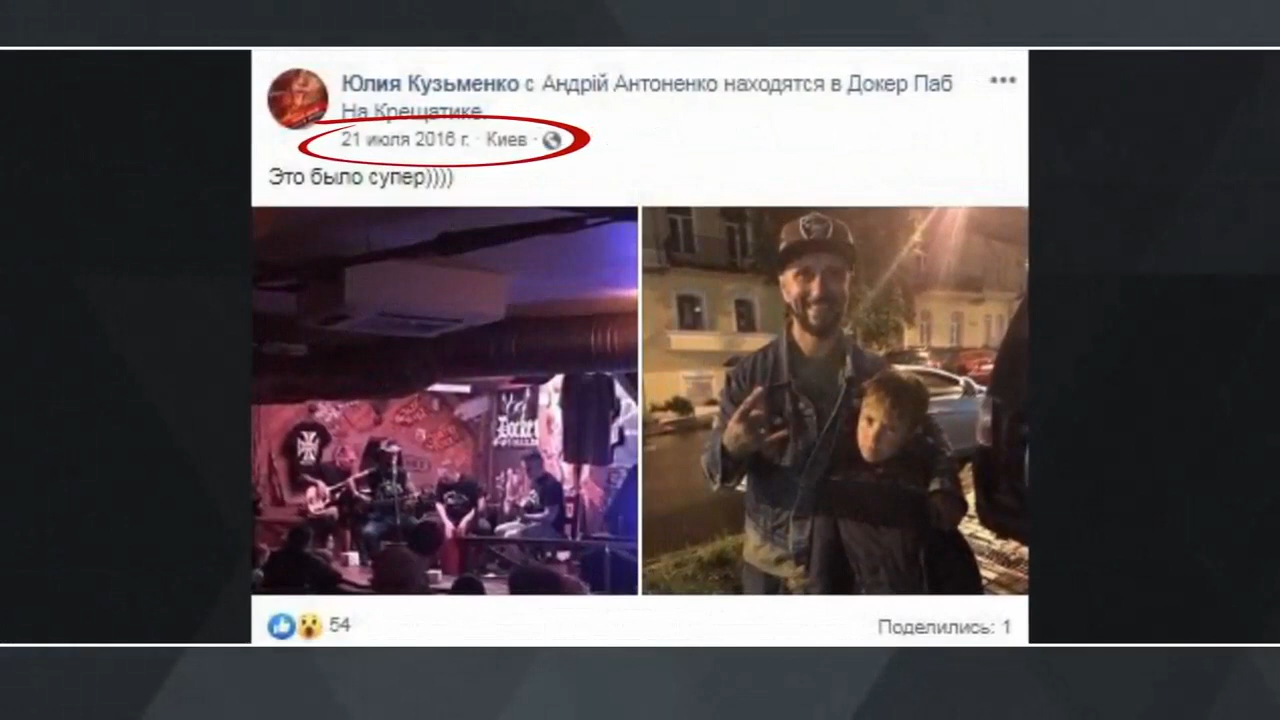 Юлия Кузьменко с Андрій Антоненко находятся в Докер Паб
На Крещатике.
21 июля 2016 г. · Киев ·
Это было супер))))
Docker
54
Поделились: 1